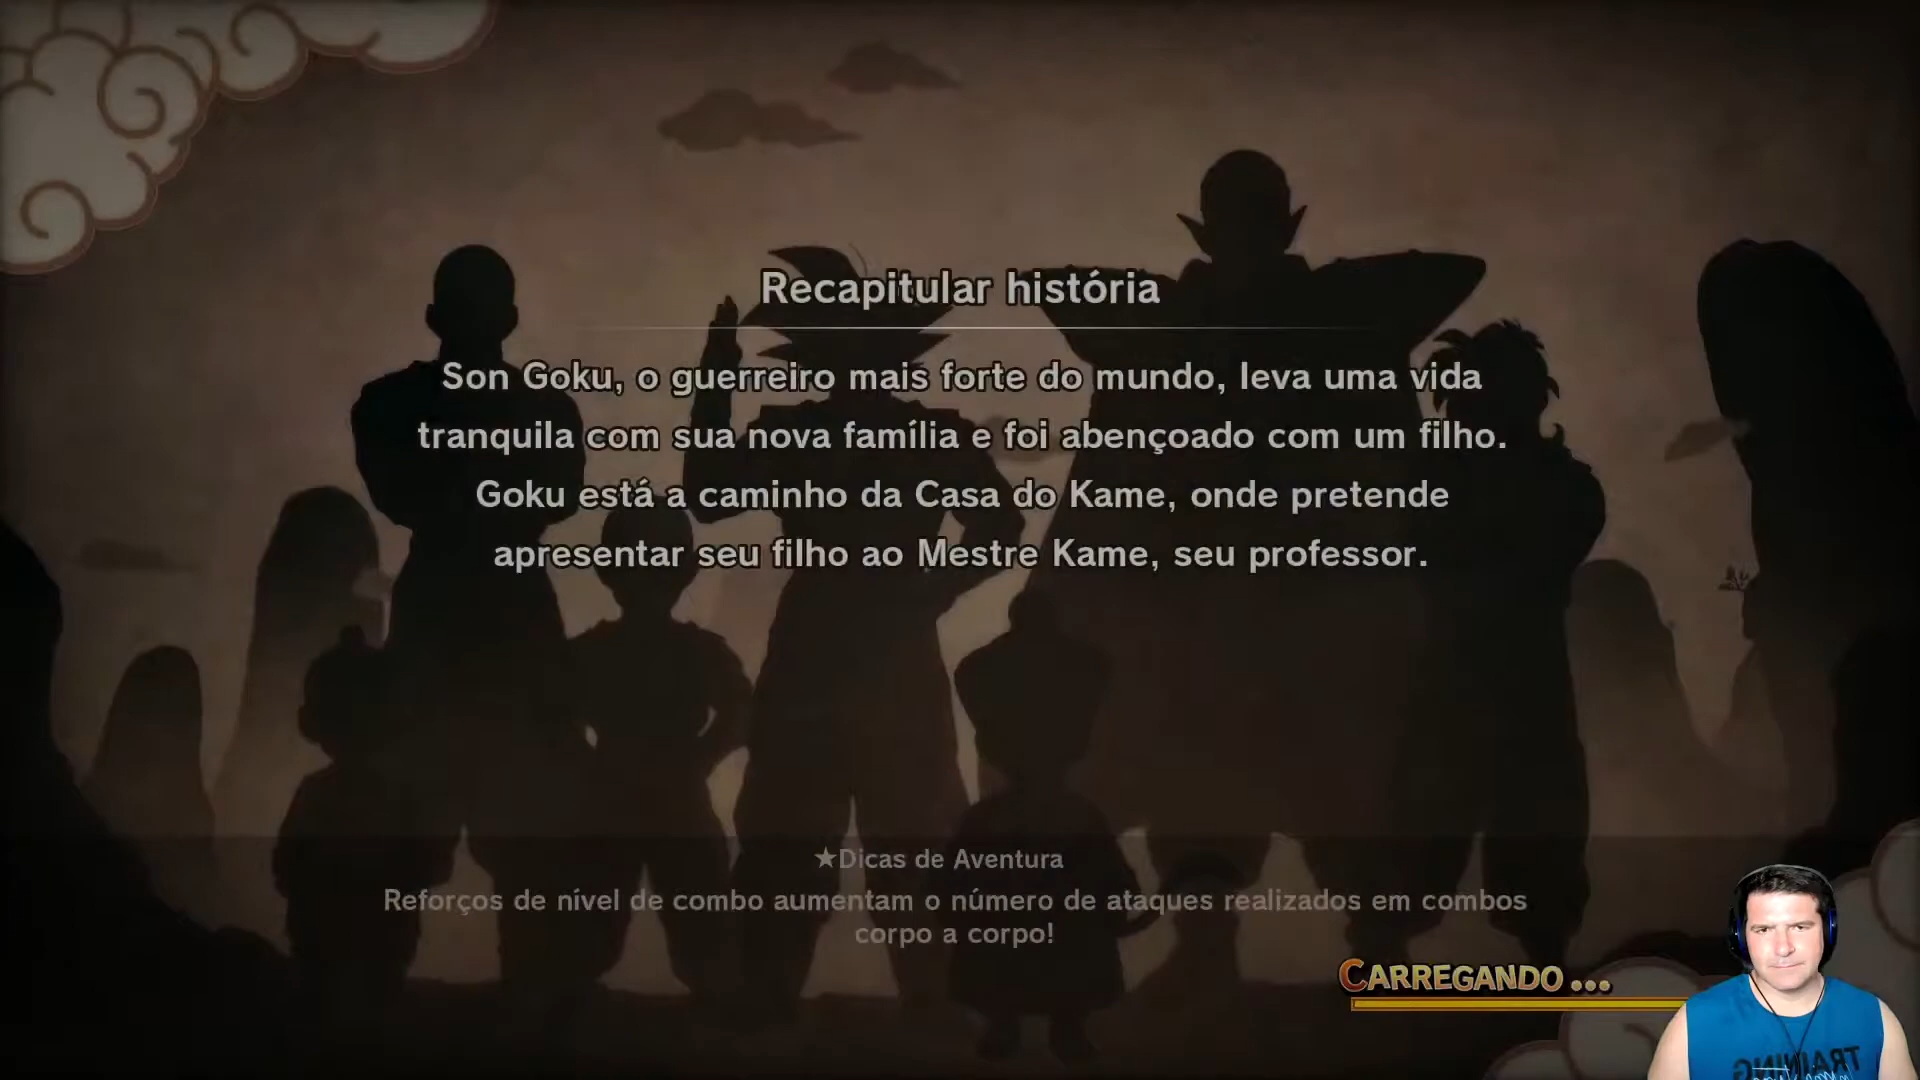 Recapitular história
Son Goku, o guerreiro mais forte do mundo, leva uma vida
tranquila com sua nova família e foi abençoado com um filho.
Goku está a caminho da Casa do Kame, onde pretende
apresentar seu filho ao Mestre Kame, seu professor.
★Dicas de Aventura
Reforços de nível de combo aumentam o número de ataques realizados em combos
corpo a corpo!
CARREGANDO...
TRAINING